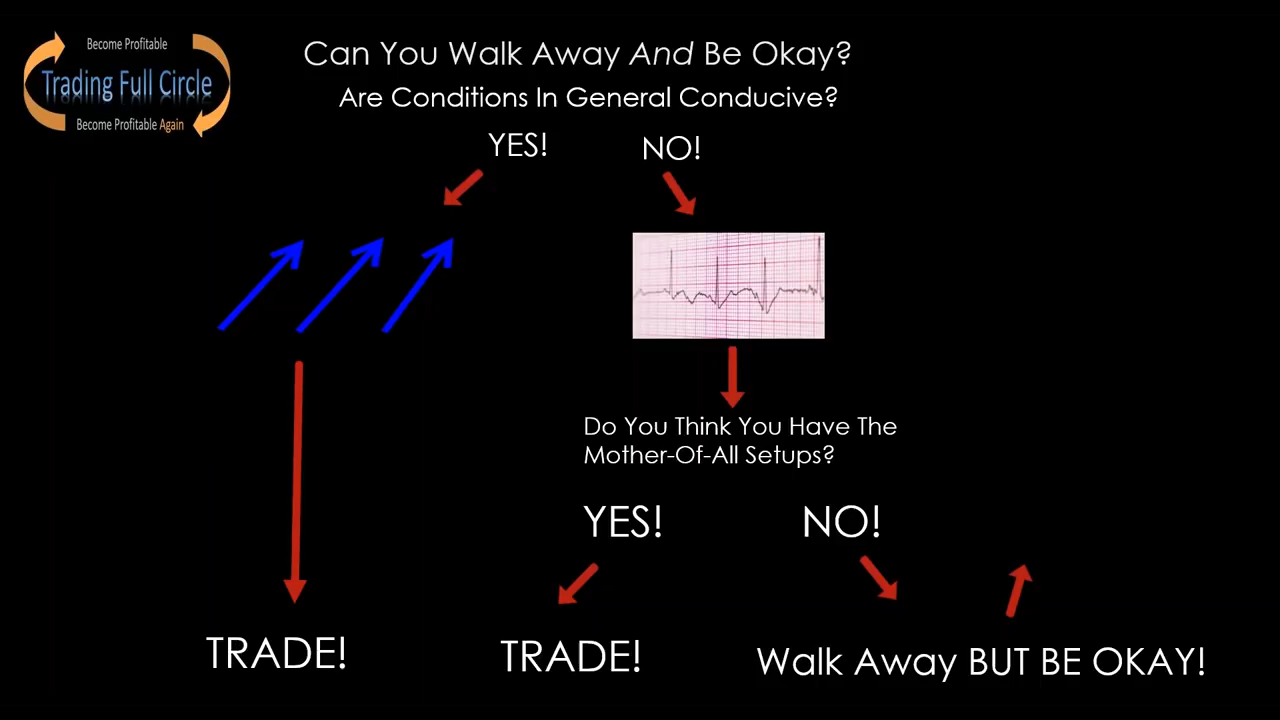 Become Profitable
Trading Full Circle
Become Profitable Again
Can You Walk Away And Be Okay?
Are Conditions In General Conducive?
YES!
NO!
Do You Think You Have The
Mother-Of-All Setups?
YES!
NO!
TRADE!
TRADE!
Walk Away BUT BE OKAY!